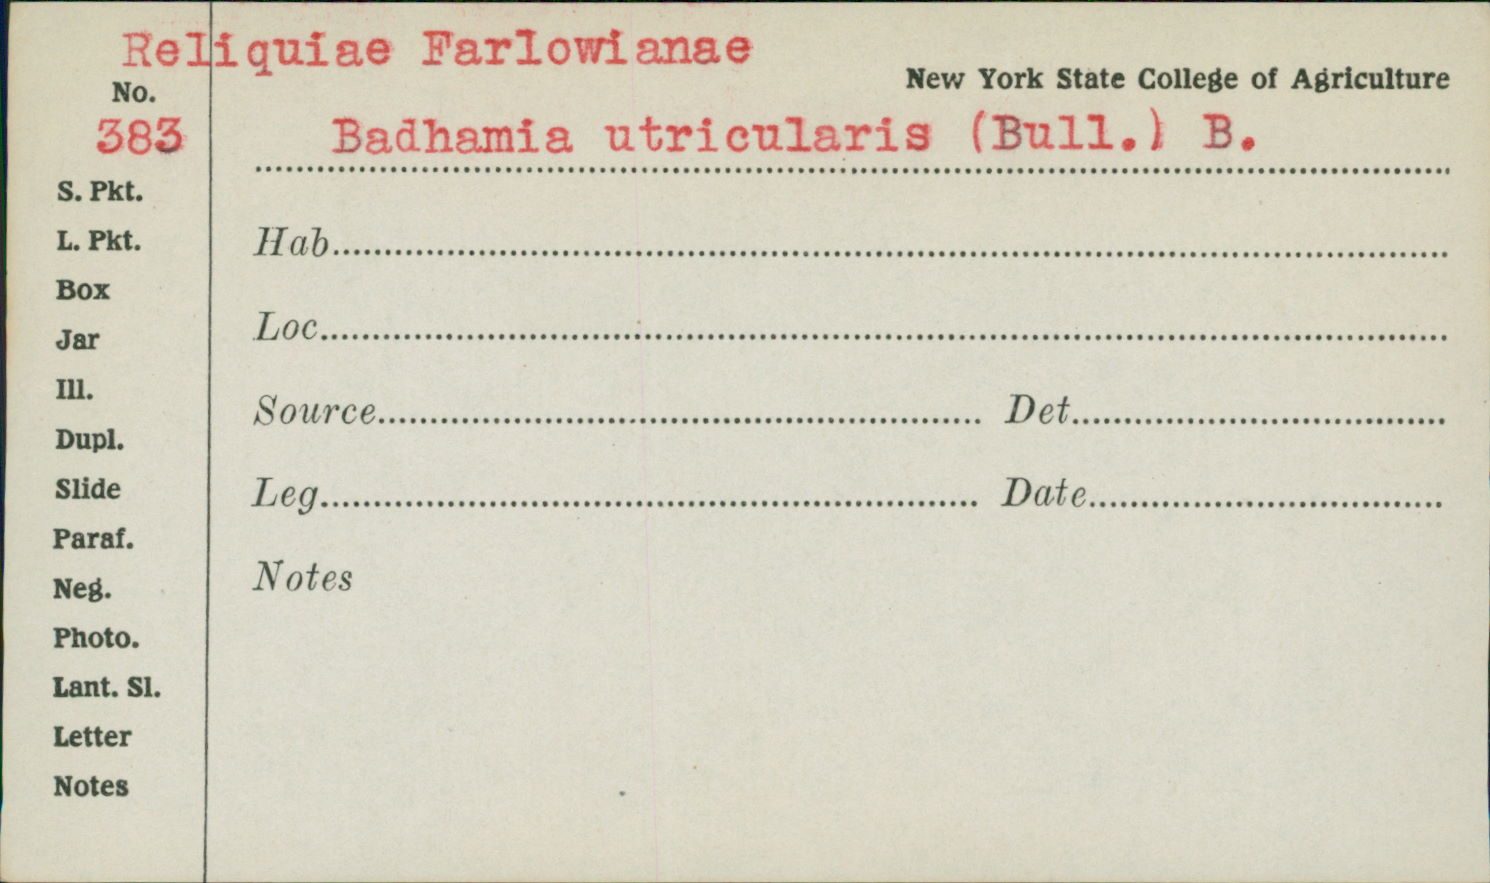 Reliquiae Farlowianae
New York State College of Agriculture
No.
383
Badhamia utricularis (Bull.) B.
S. Pkt.
L. Pkt.
Box
Jar
Ill.
Dupl.
Slide
Paraf.
Neg.
Photo.
Lant. Sl.
Letter
Notes
Hab.
Loc.
Source. Det.
Leg. Date.
Notes